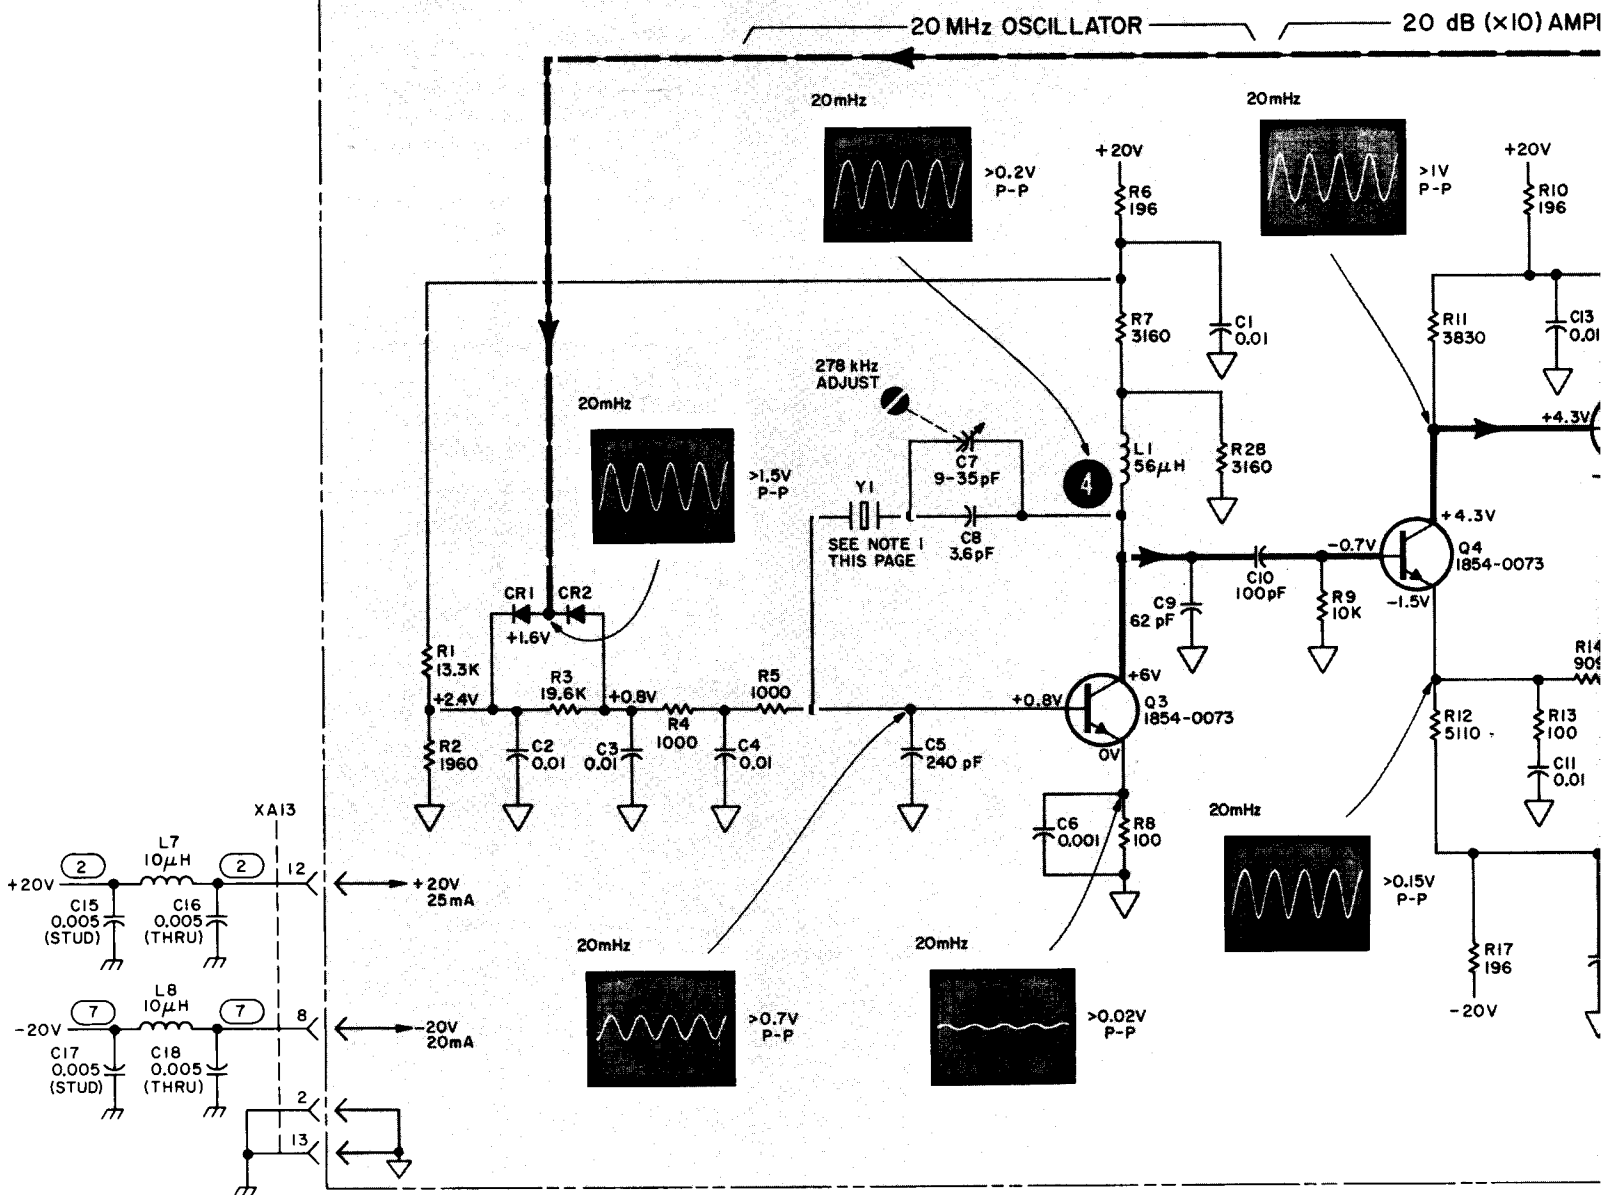 20 MHz OSCILLATOR
20 dB (×10) AMPI
20mHz
>0.2V
P-P
20mHz
>1V
P-P
+20V
R6
196
+20V
R10
196
R7
3160
C1
0.01
R11
3830
C13
0.01
278 kHz
ADJUST
20mHz
>1.5V
P-P
C7
9-35pF
Y1
C8
3.6pF
SEE NOTE 1
THIS PAGE
4
L1
56μH
R28
3160
+4.3V
+4.3V
Q4
1854-0073
-0.7V
-1.5V
C10
100pF
C9
62 pF
R9
10K
CR1
CR2
+1.6V
R1
13.3K
+2.4V
R3
19.6K
+0.8V
R4
1000
R5
1000
+0.8V
+6V
Q3
1854-0073
0V
R2
1960
C2
0.01
C3
0.01
C4
0.01
C5
240 pF
C6
0.001
R8
100
R14
909
R12
5110
R13
100
C11
0.01
20mHz
>0.15V
P-P
R17
196
-20V
20mHz
>0.7V
P-P
20mHz
>0.02V
P-P
XA13
L7
10μH
2
2
12
+20V
+20V
25mA
C15
0.005
(STUD)
C16
0.005
(THRU)
L8
10μH
7
7
8
-20V
-20V
20mA
C17
0.005
(STUD)
C18
0.005
(THRU)
2
13